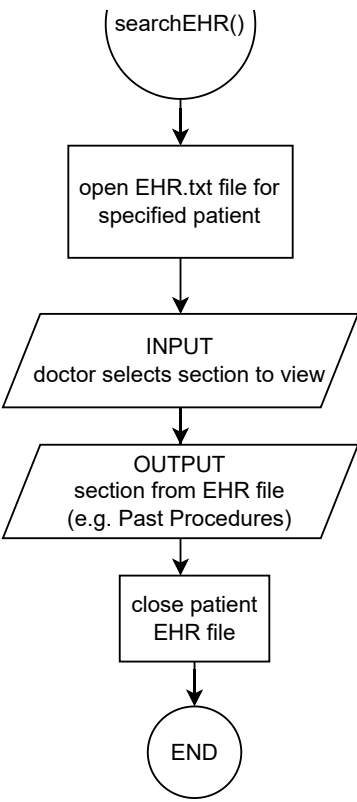 searchEHR()
open EHR.txt file for
specified patient
INPUT
doctor selects section to view
OUTPUT
section from EHR file
(e.g. Past Procedures)
close patient
EHR file
END